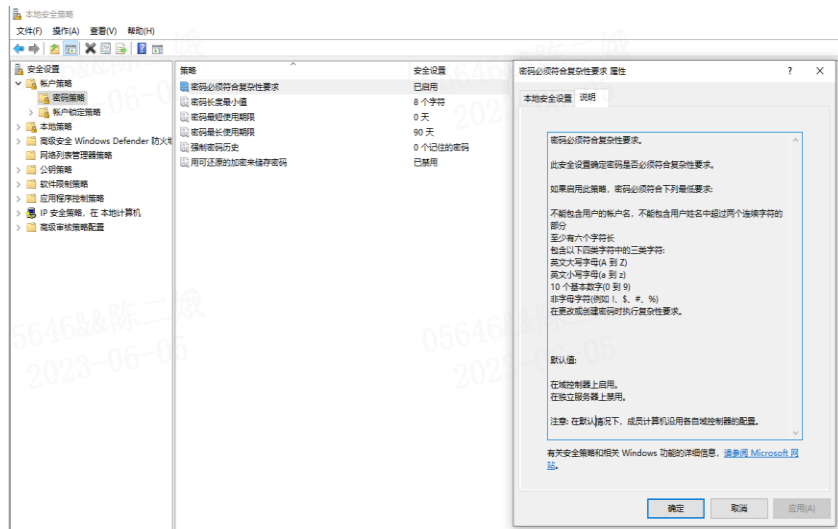 本地安全策略
文件(F) 操作(A) 查看(V) 帮助(H)
安全设置
帐户策略
密码策略
帐户锁定策略
本地策略
高级安全 Windows Defender 防火墙
网络列表管理器策略
公钥策略
软件限制策略
应用程序控制策略
IP 安全策略，在 本地计算机
高级审核策略配置
策略 安全设置
密码必须符合复杂性要求 已启用
密码长度最小值 8 个字符
密码最短使用期限 0 天
密码最长使用期限 90 天
强制密码历史 0 个记住的密码
用可还原的加密来储存密码 已禁用
密码必须符合复杂性要求 属性 ? ×
本地安全设置 说明
密码必须符合复杂性要求。
此安全设置确定密码是否必须符合复杂性要求。
如果启用此策略，密码必须符合下列最低要求:
不能包含用户的帐户名，不能包含用户姓名中超过两个连续字符的
部分
至少有六个字符长
包含以下四类字符中的三类字符:
英文大写字母(A 到 Z)
英文小写字母(a 到 z)
10 个基本数字(0 到 9)
非字母字符(例如 !、$、#、%)
在更改或创建密码时执行复杂性要求。
默认值:
在域控制器上启用。
在独立服务器上禁用。
注意: 在默认情况下，成员计算机沿用各自域控制器的配置。
有关安全策略和相关 Windows 功能的详细信息，请参阅 Microsoft 网
站。
确定 取消 应用(A)
05646&&陈二娥
2023-06-05